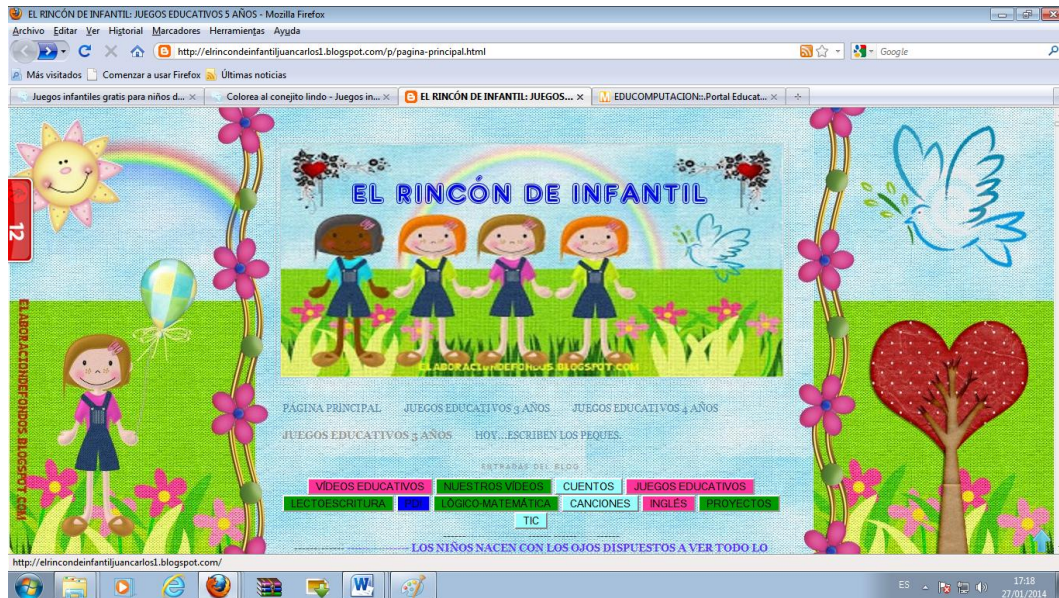 EL RINCÓN DE INFANTIL: JUEGOS EDUCATIVOS 5 AÑOS - Mozilla Firefox
Archivo Editar Ver Historial Marcadores Herramientas Ayuda
http://elrincondeinfantiljuancarlos1.blogspot.com/p/pagina-principal.html
Google
Más visitados Comenzar a usar Firefox Últimas noticias
Juegos infantiles gratis para niños d... Colorea al conejito lindo - Juegos in... EL RINCÓN DE INFANTIL: JUEGOS... EDUCOMPUTACION::.Portal Educat...
EL RINCÓN DE INFANTIL
12
ELABORACIONDEFONDOS.BLOGSPOT.COM
ELABORACIONDEFONDOS.BLOGSPOT.COM
PÁGINA PRINCIPAL JUEGOS EDUCATIVOS 3 AÑOS JUEGOS EDUCATIVOS 4 AÑOS
JUEGOS EDUCATIVOS 5 AÑOS HOY...ESCRIBEN LOS PEQUES.
ENTRADAS DEL BLOG
VÍDEOS EDUCATIVOS NUESTROS VÍDEOS CUENTOS JUEGOS EDUCATIVOS
LECTOESCRITURA PDI LÓGICO-MATEMÁTICA CANCIONES INGLÉS PROYECTOS
TIC
LOS NIÑOS NACEN CON LOS OJOS DISPUESTOS A VER TODO LO
http://elrincondeinfantiljuancarlos1.blogspot.com/
ES 17:18
27/01/2014